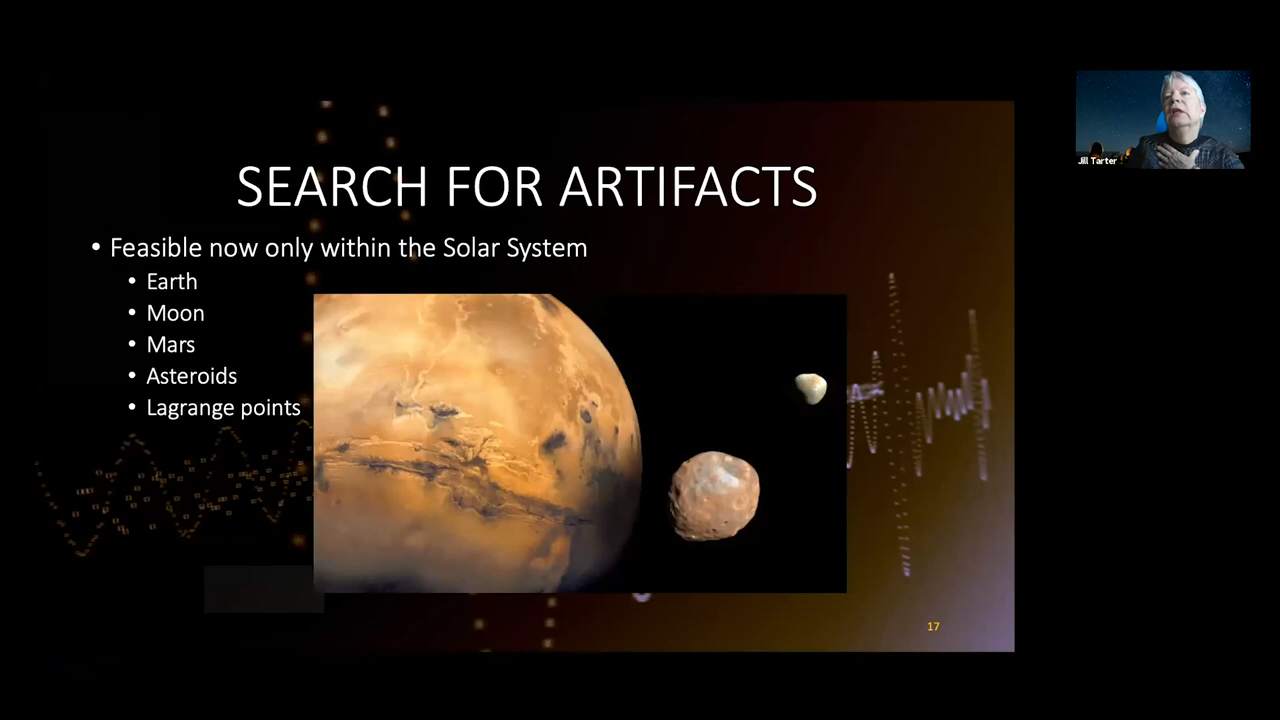 SEARCH FOR ARTIFACTS
• Feasible now only within the Solar System
• Earth
• Moon
• Mars
• Asteroids
• Lagrange points
17
Jill Tarter